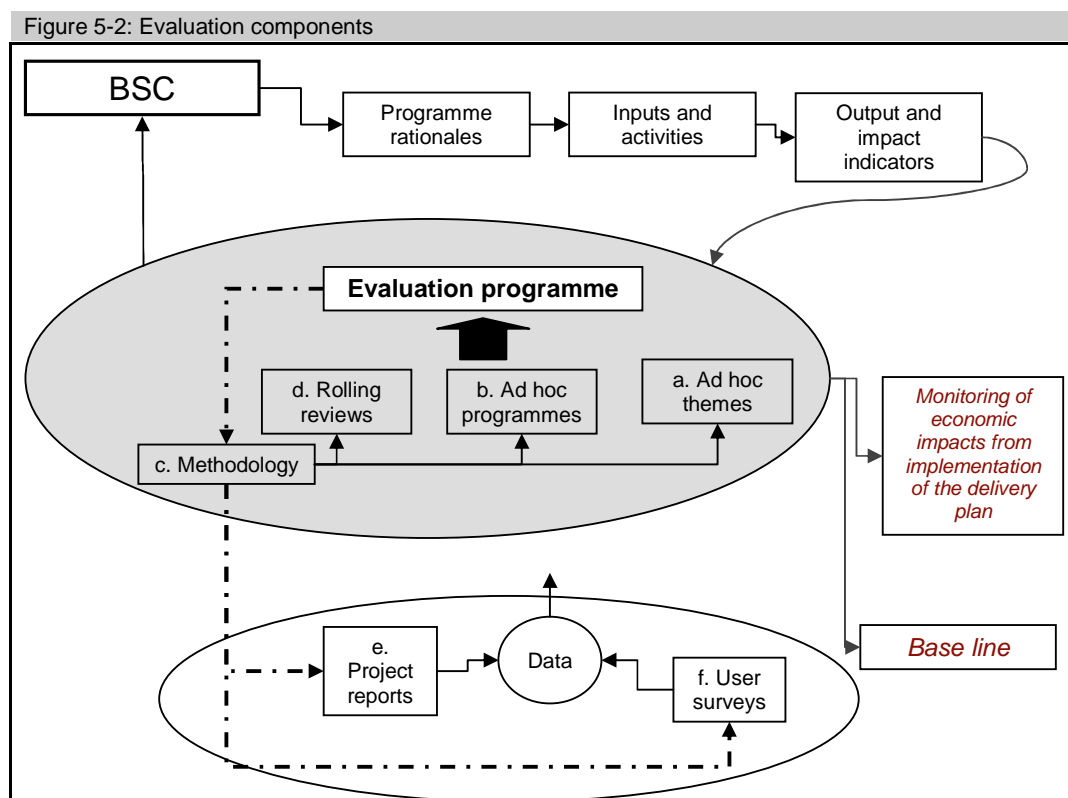 Figure 5-2: Evaluation components
BSC
Programme
rationales
Inputs and
activities
Output and
impact
indicators
Evaluation programme
d. Rolling
reviews
b. Ad hoc
programmes
a. Ad hoc
themes
c. Methodology
Monitoring of
economic
impacts from
implementation
of the delivery
plan
e.
Project
reports
Data
f. User
surveys
Base line